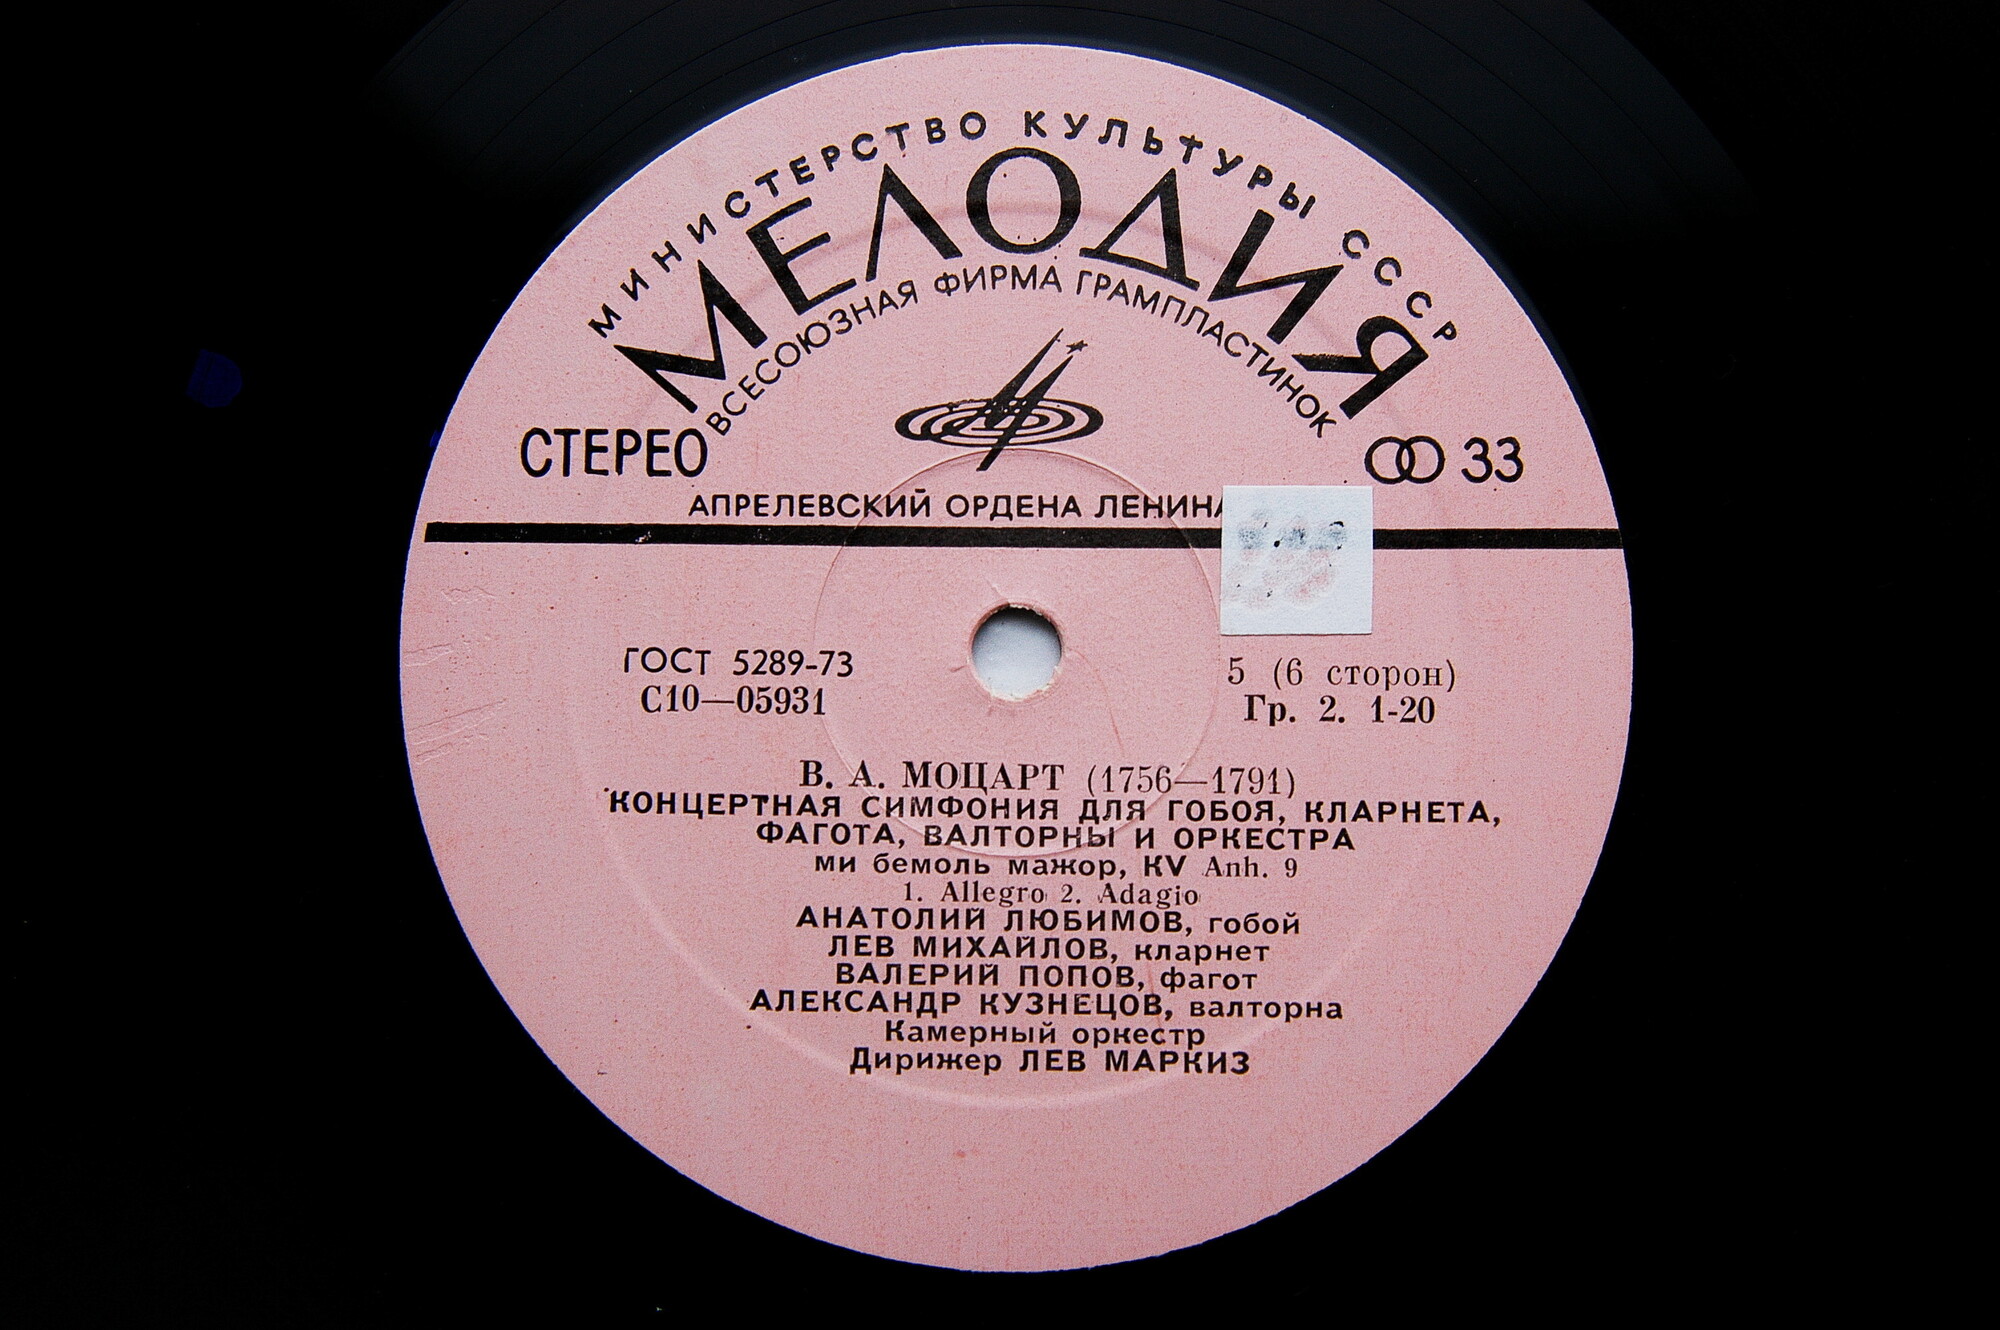 МИНИСТЕРСТВО КУЛЬТУРЫ СССР
МЕЛОДИЯ
ВСЕСОЮЗНАЯ ФИРМА ГРАМПЛАСТИНОК
СТЕРЕО
33
АПРЕЛЕВСКИЙ ОРДЕНА ЛЕНИНА
ГОСТ 5289-73
С10—05931
5 (6 сторон)
Гр. 2. 1-20
В. А. МОЦАРТ (1756—1791)
КОНЦЕРТНАЯ СИМФОНИЯ ДЛЯ ГОБОЯ, КЛАРНЕТА,
ФАГОТА, ВАЛТОРНЫ И ОРКЕСТРА
ми бемоль мажор, KV Anh. 9
1. Allegro 2. Adagio
АНАТОЛИЙ ЛЮБИМОВ, гобой
ЛЕВ МИХАЙЛОВ, кларнет
ВАЛЕРИЙ ПОПОВ, фагот
АЛЕКСАНДР КУЗНЕЦОВ, валторна
Камерный оркестр
Дирижер ЛЕВ МАРКИЗ